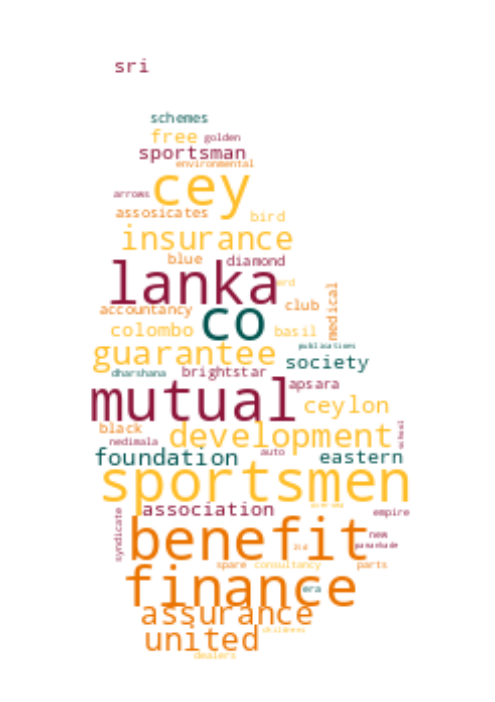 sri
schemes
free golden
sportsman
environmental
arrows cey
assosicates bird
insurance
blue diamond
lanka
accountancy co club medical
colombo basil
publications
guarantee society
dharshana brightstar
apsara
mutual ceylon
black development
nedimala auto school
foundation eastern
sportsmen
syndicate association empire
benefit new
ltd
spare consultancy parts
finance era
assurance
united childrens
dealers